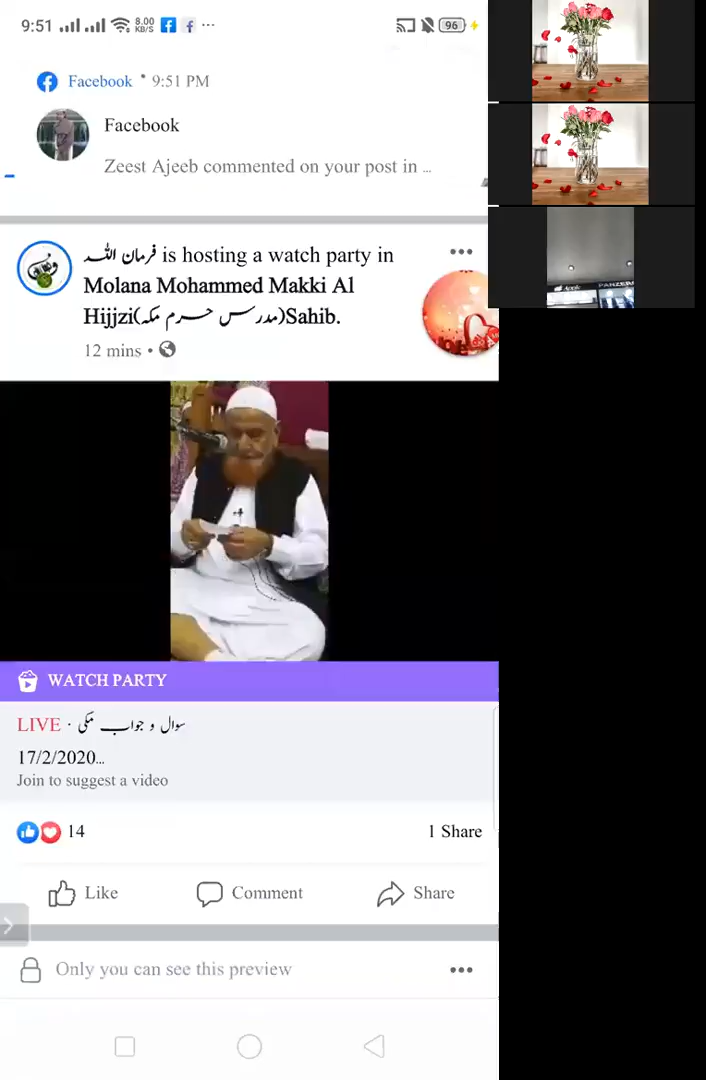 9:51 8.00 KB/S 96
Facebook • 9:51 PM
Facebook
Zeest Ajeeb commented on your post in ...
فرمان اللہ is hosting a watch party in
Molana Mohammed Makki Al
Hijjzi(مدرس حرم مکہ)Sahib.
12 mins •
WATCH PARTY
LIVE · سوال و جواب مکی
17/2/2020...
Join to suggest a video
14
1 Share
Like Comment Share
Only you can see this preview